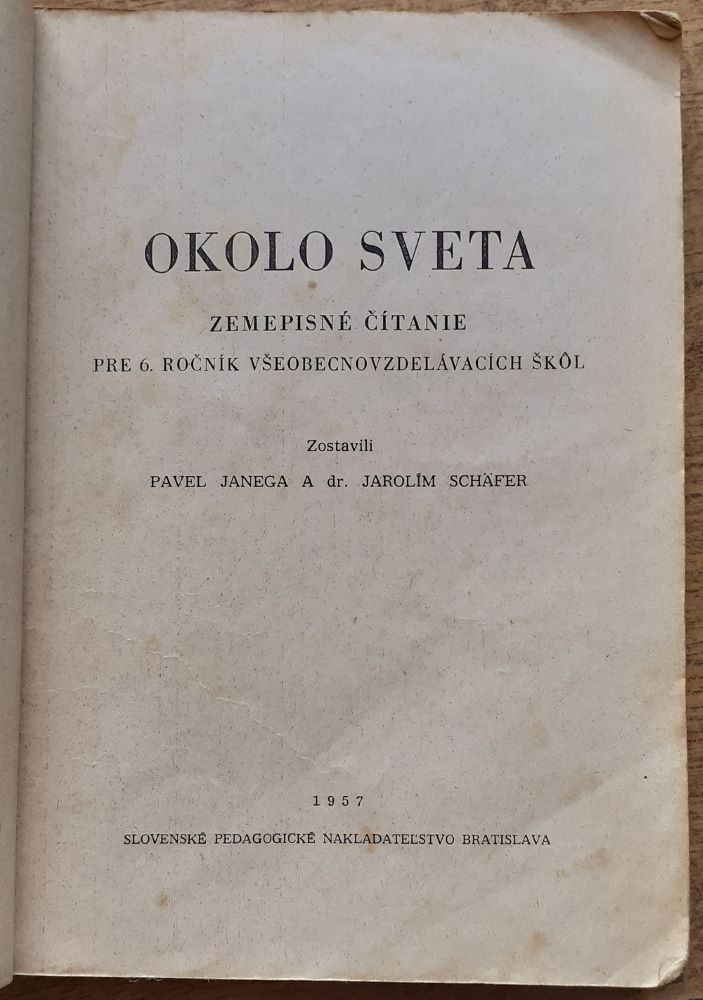 OKOLO SVETA
ZEMEPISNÉ ČÍTANIE
PRE 6. ROČNÍK VŠEOBECNOVZDELÁVACÍCH ŠKÔL
Zostavili
PAVEL JANEGA A dr. JAROLÍM SCHÄFER
1957
SLOVENSKÉ PEDAGOGICKÉ NAKLADATEĽSTVO BRATISLAVA